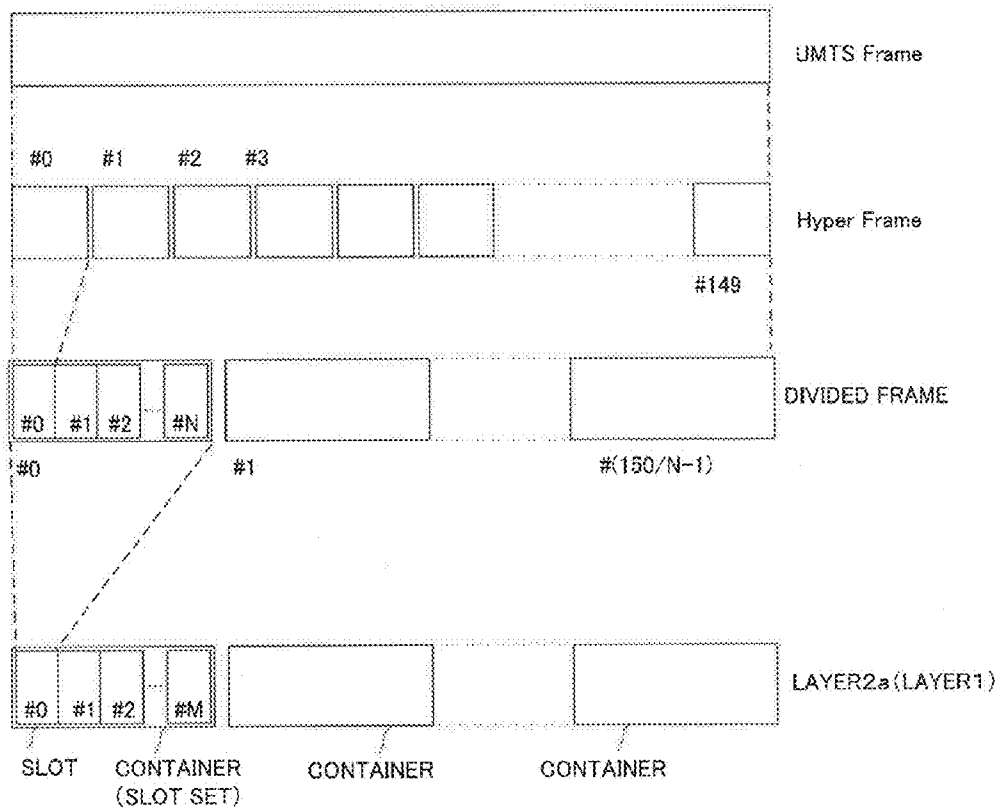 UMTS Frame
#0 #1 #2 #3
Hyper Frame
#149
#0 #1 #2 #N
DIVIDED FRAME
#0 #1 #(150/N-1)
#0 #1 #2 #M
LAYER2a(LAYER1)
SLOT CONTAINER CONTAINER CONTAINER
(SLOT SET)